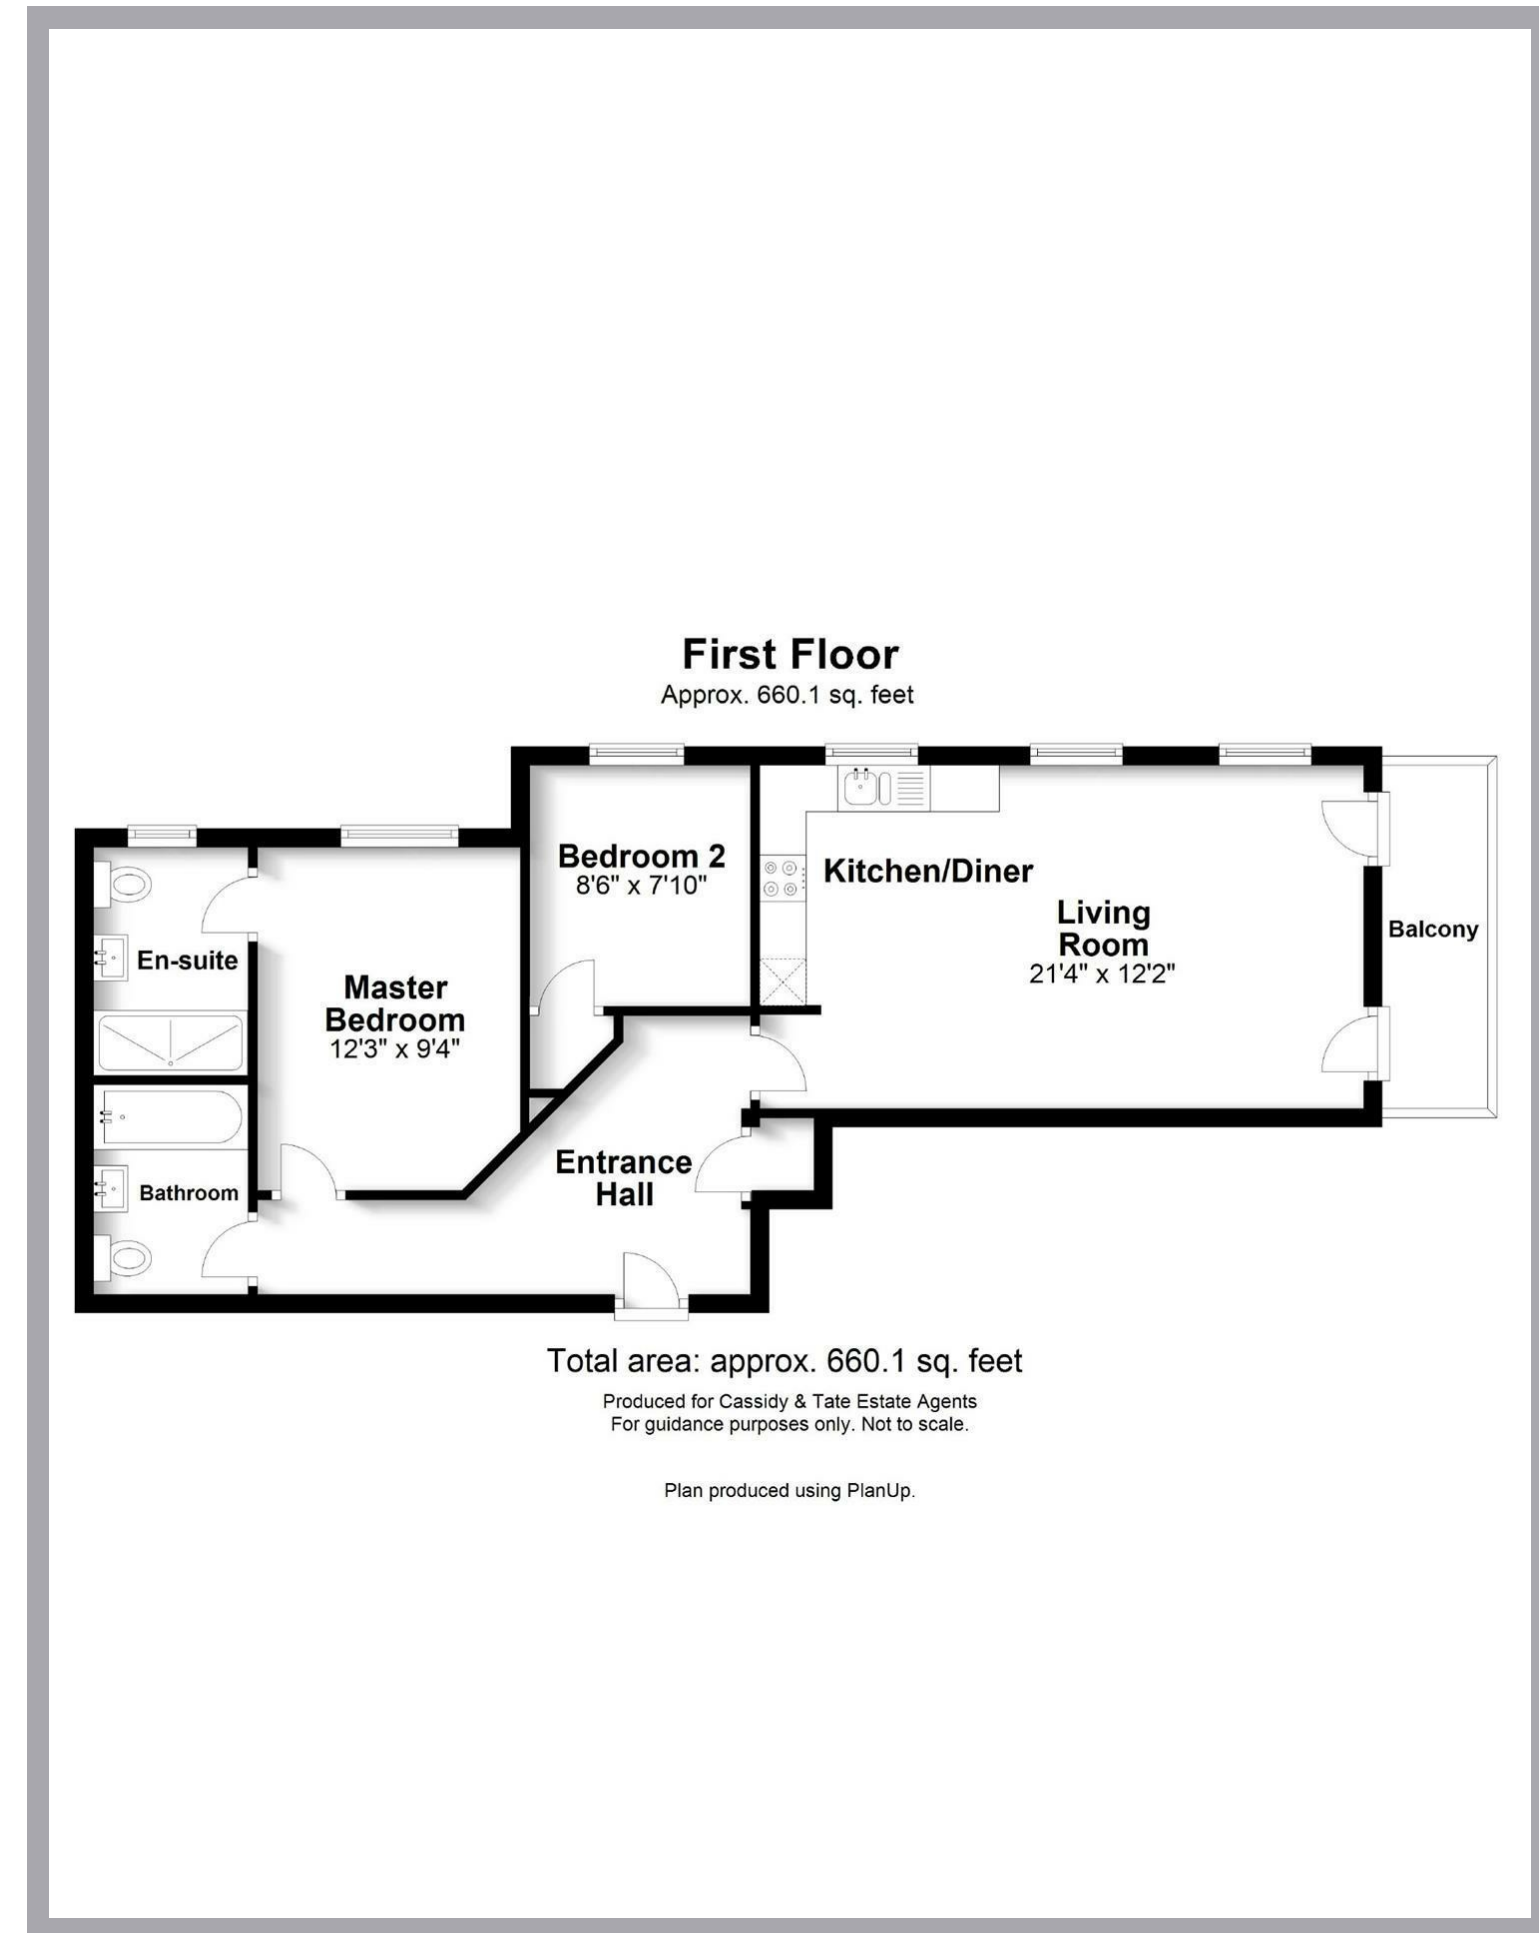 First Floor
Approx. 660.1 sq. feet
Bedroom 2
8'6" x 7'10"
Kitchen/Diner
Living
Room
21'4" x 12'2"
Balcony
En-suite
Master
Bedroom
12'3" x 9'4"
Entrance
Hall
Bathroom
Total area: approx. 660.1 sq. feet
Produced for Cassidy & Tate Estate Agents
For guidance purposes only. Not to scale.
Plan produced using PlanUp.